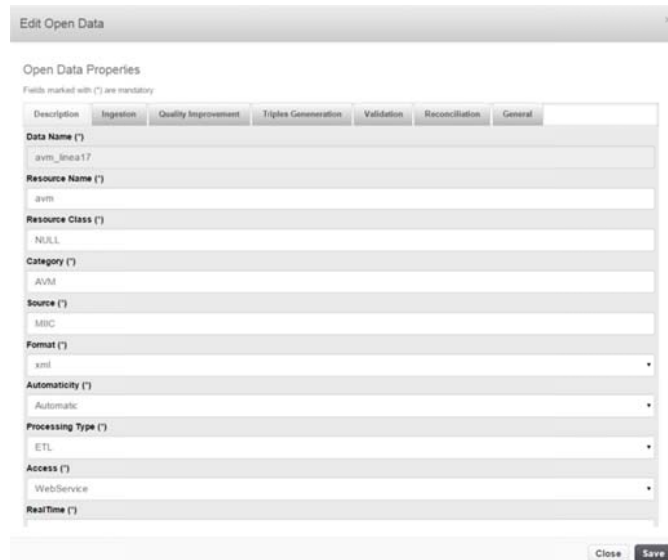 Edit Open Data
Open Data Properties
Fields marked with (*) are mandatory
Description Ingestion Quality Improvement Triples Geneneration Validation Reconciliation General
Data Name (*)
avm_linea17
Resource Name (*)
avm
Resource Class (*)
NULL
Category (*)
AVM
Source (*)
MIIC
Format (*)
xml
Automaticity (*)
Automatic
Processing Type (*)
ETL
Access (*)
WebService
RealTime (*)
Close Save